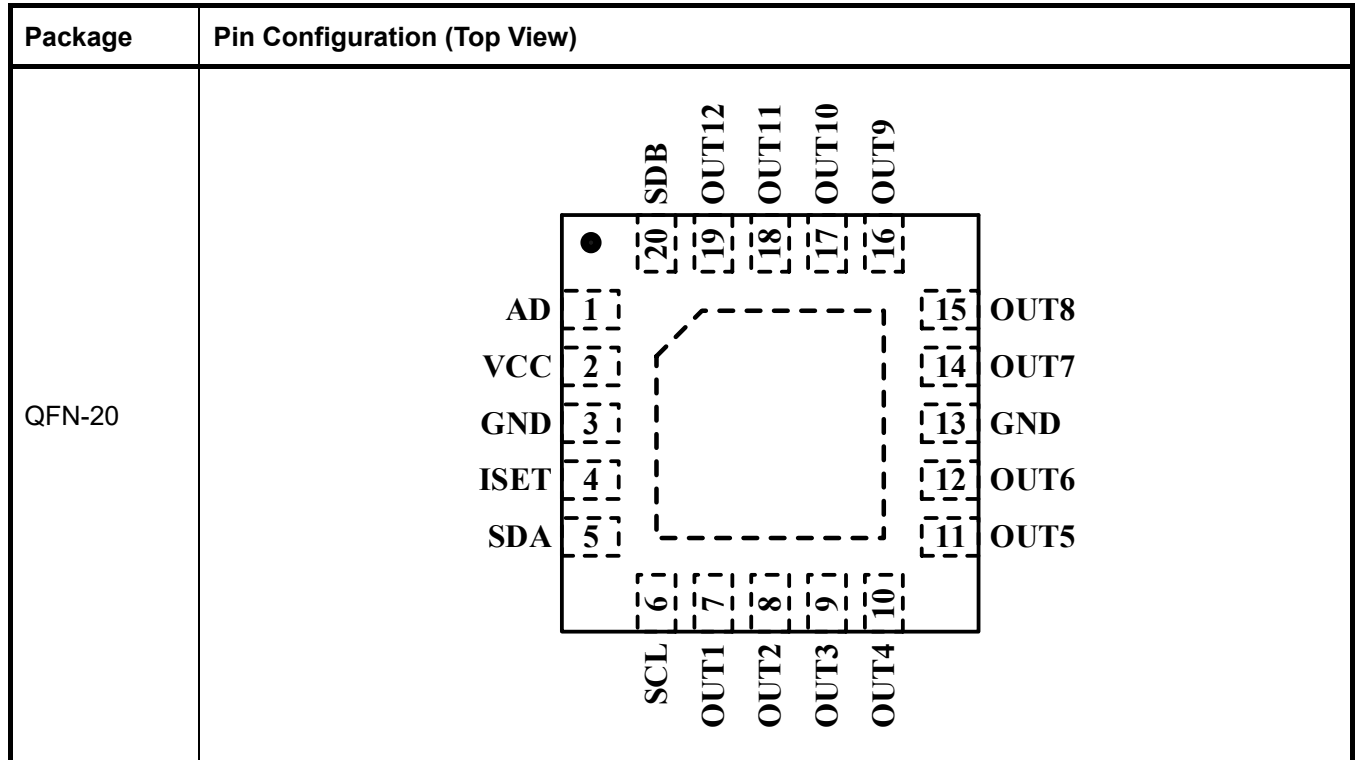 Package Pin Configuration (Top View)
QFN-20
SDB OUT12 OUT11 OUT10 OUT9
20 19 18 17 16
AD 1 15 OUT8
VCC 2 14 OUT7
GND 3 13 GND
ISET 4 12 OUT6
SDA 5 11 OUT5
6 7 8 9 10
SCL OUT1 OUT2 OUT3 OUT4